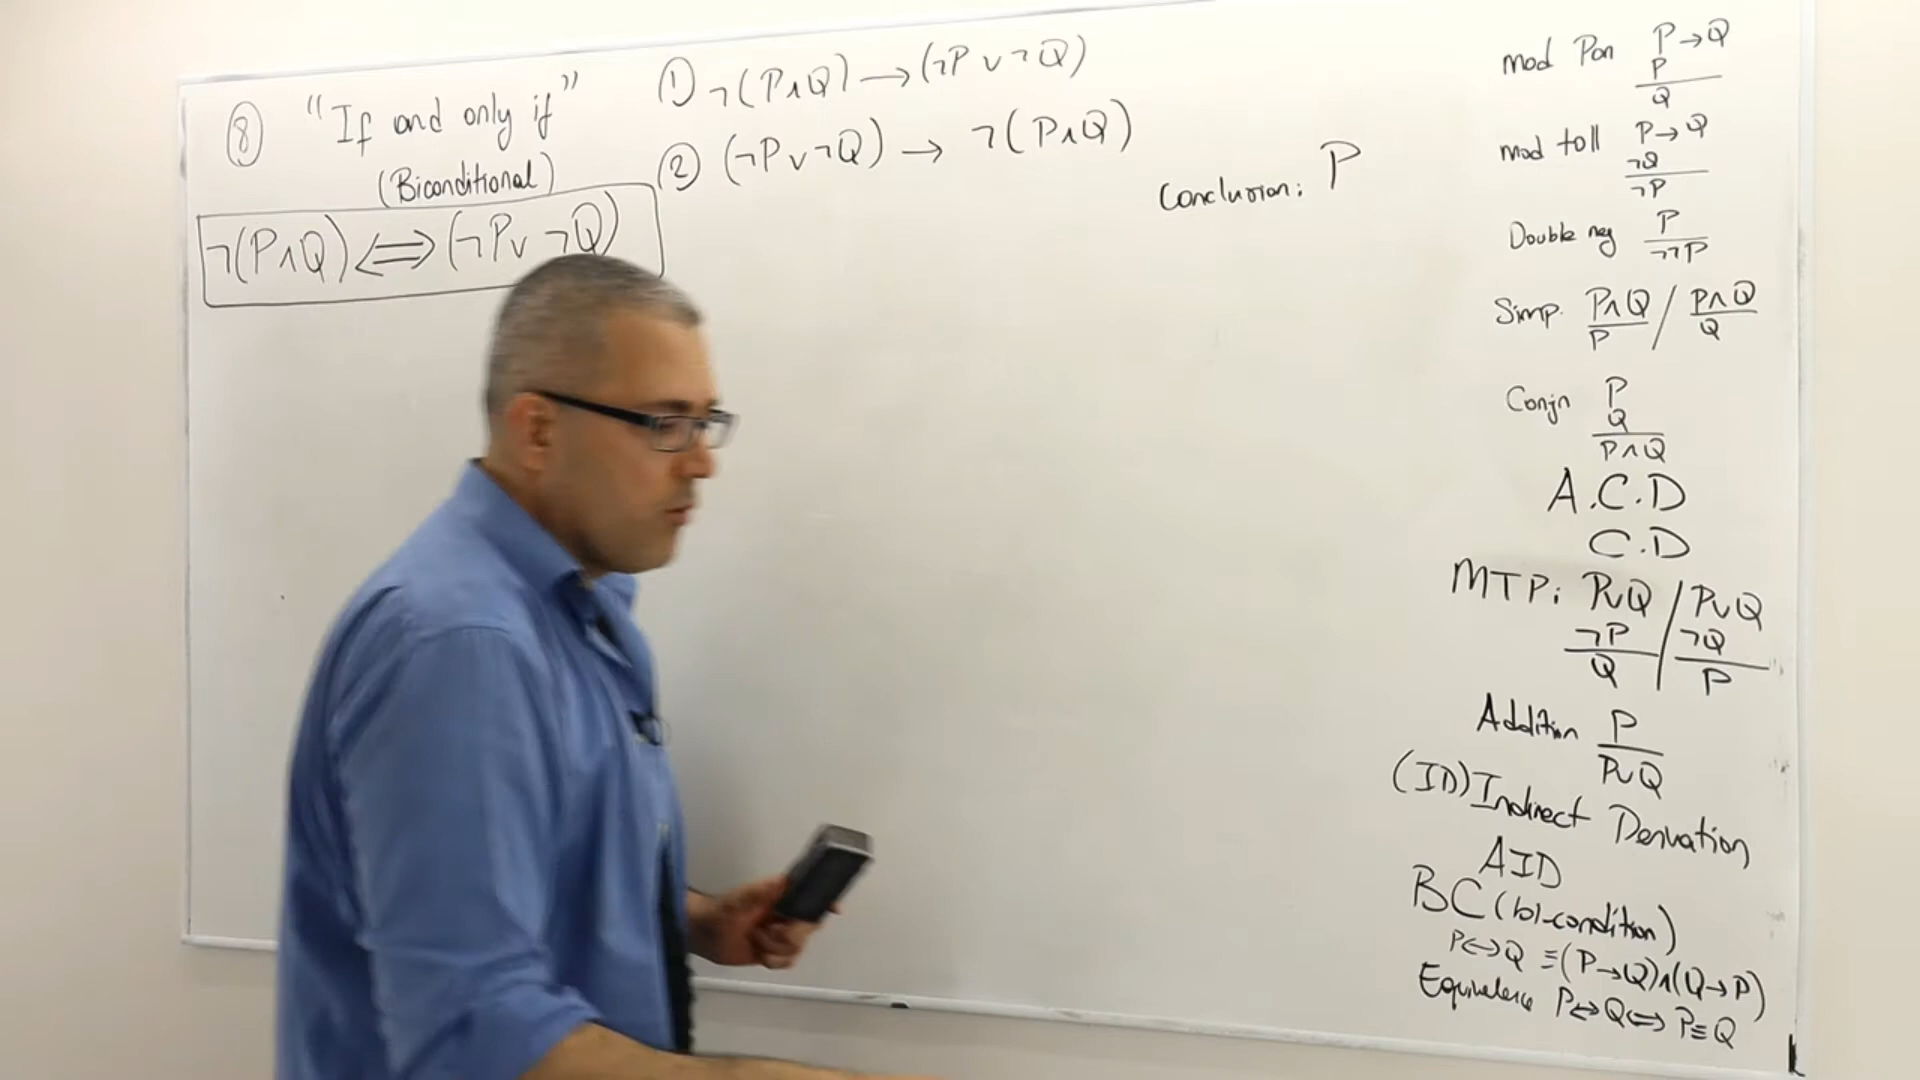 ⑧ "If and only if"
(Biconditional)
¬(P∧Q) ⟺ (¬P∨ ¬Q)
① ¬(P∧Q) → (¬P ∨ ¬Q)
② (¬P∨¬Q) → ¬(P∧Q)
Conclusion: P
mod Pon P→Q
P
Q
mod toll P→Q
¬Q
¬P
Double neg P
¬¬P
Simp. P∧Q / P∧Q
P Q
Conjn P
Q
P∧Q
A.C.D
C.D
MTP: P∨Q / P∨Q
¬P ¬Q
Q P
Addition P
P∨Q
(ID) Indirect Derivation
AID
BC (bi-condition)
P↔Q ≡ (P→Q)∧(Q→P)
Equivalence P↔Q ⟺ P≡Q